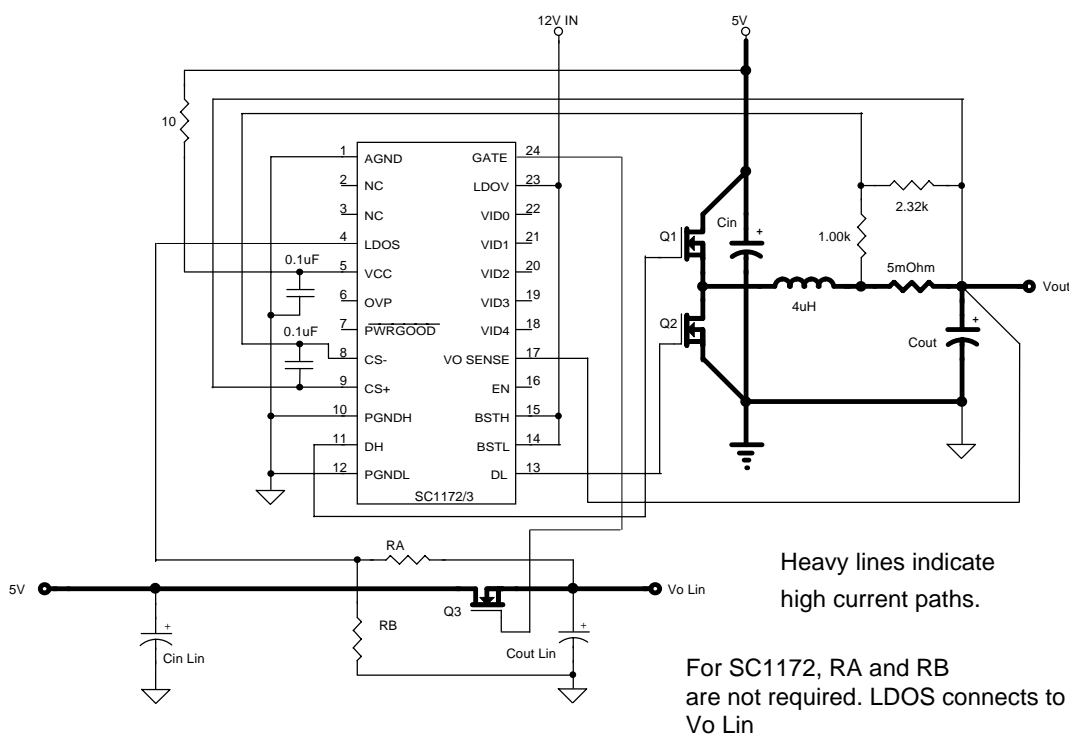 12V IN
5V
10
1
AGND
GATE
24
2
NC
LDOV
23
3
NC
VID0
22
4
LDOS
VID1
21
5
VCC
VID2
20
6
OVP
VID3
19
7
PWRGOOD
VID4
18
8
CS-
VO SENSE
17
9
CS+
EN
16
10
PGNDH
BSTH
15
11
DH
BSTL
14
12
PGNDL
DL
13
SC1172/3
0.1uF
0.1uF
Q1
Q2
Cin
+
2.32k
1.00k
5mOhm
4uH
Vout
+
Cout
RA
5V
Vo Lin
Q3
RB
+
Cin Lin
+
Cout Lin
Heavy lines indicate
high current paths.
For SC1172, RA and RB
are not required. LDOS connects to
Vo Lin